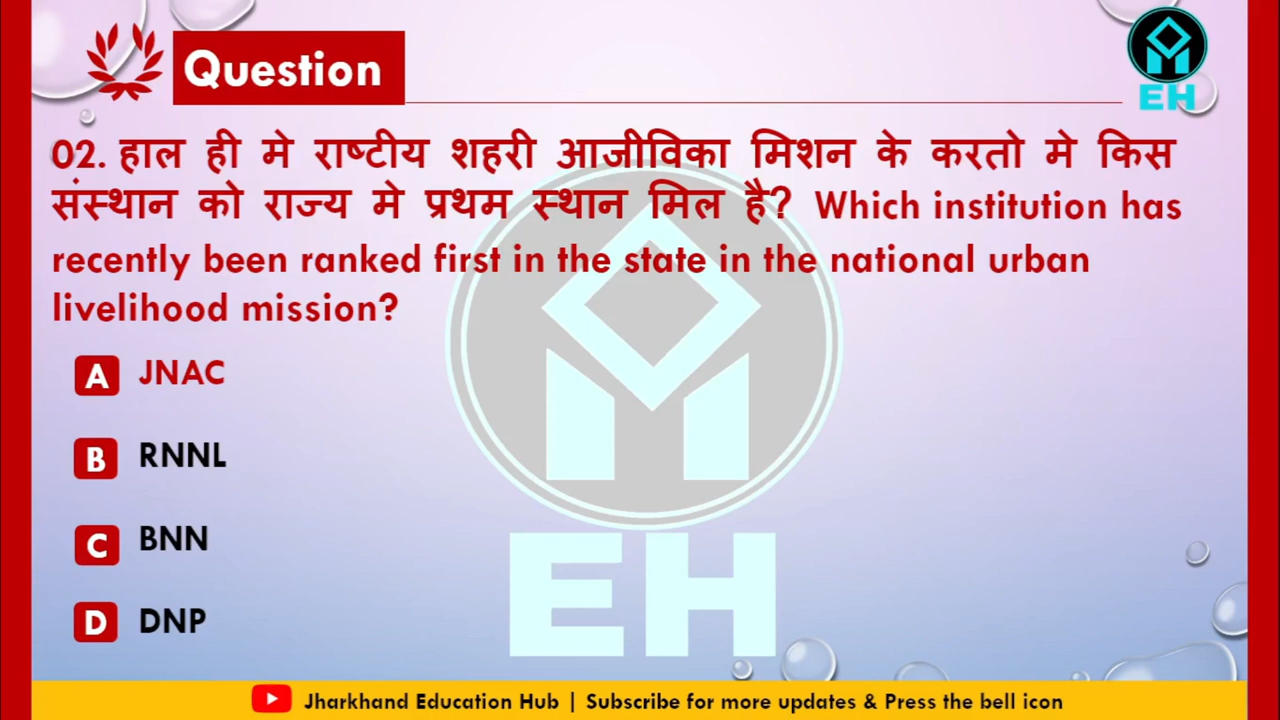 Question
EH
02. हाल ही मे राष्टीय शहरी आजीविका मिशन के करतो मे किस
संस्थान को राज्य मे प्रथम स्थान मिल है? Which institution has
recently been ranked first in the state in the national urban
livelihood mission?
A JNAC
B RNNL
C BNN
D DNP
EH
Jharkhand Education Hub | Subscribe for more updates & Press the bell icon